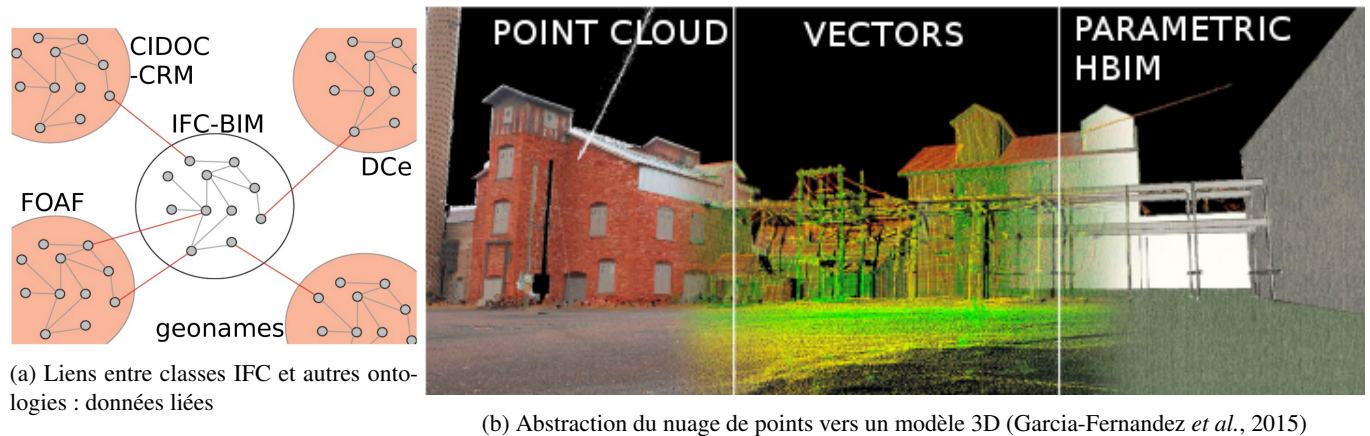 CIDOC
-CRM
IFC-BIM
DCe
FOAF
geonames
(a) Liens entre classes IFC et autres onto-
logies : données liées
POINT CLOUD
VECTORS
PARAMETRIC
HBIM
(b) Abstraction du nuage de points vers un modèle 3D (Garcia-Fernandez et al., 2015)